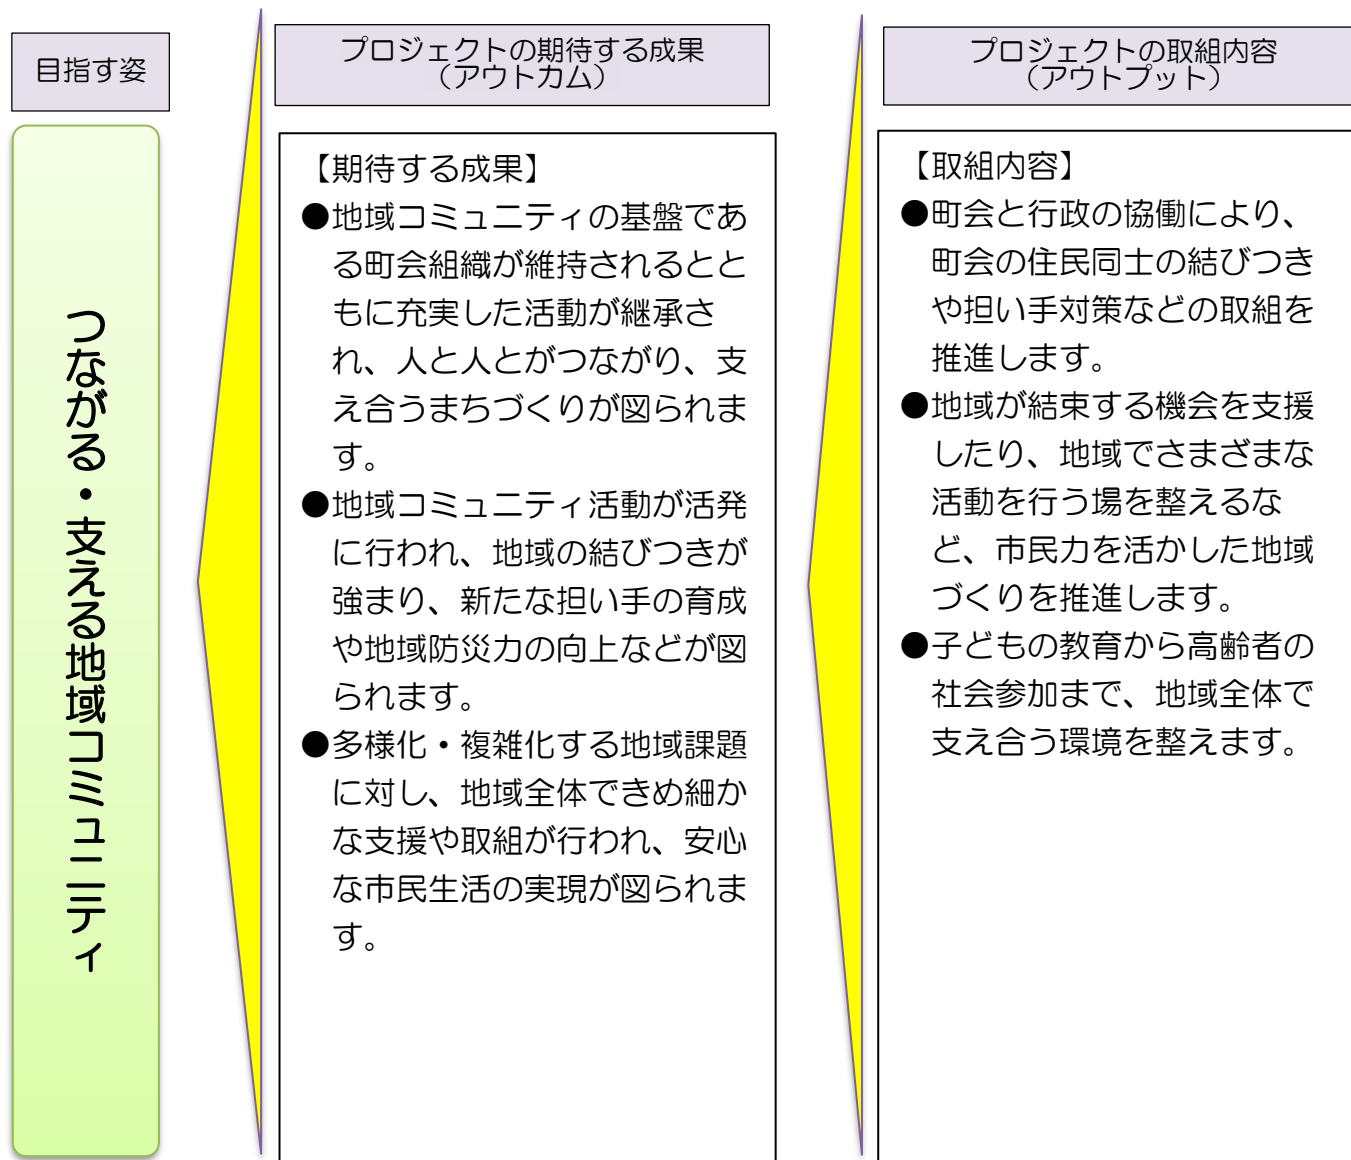 目指す姿
つながる・支える地域コミュニティ
プロジェクトの期待する成果
（アウトカム）
【期待する成果】
●地域コミュニティの基盤であ
る町会組織が維持されるとと
もに充実した活動が継承さ
れ、人と人とがつながり、支
え合うまちづくりが図られま
す。
●地域コミュニティ活動が活発
に行われ、地域の結びつきが
強まり、新たな担い手の育成
や地域防災力の向上などが図
られます。
●多様化・複雑化する地域課題
に対し、地域全体できめ細か
な支援や取組が行われ、安心
な市民生活の実現が図られま
す。
プロジェクトの取組内容
（アウトプット）
【取組内容】
●町会と行政の協働により、
町会の住民同士の結びつき
や担い手対策などの取組を
推進します。
●地域が結束する機会を支援
したり、地域でさまざまな
活動を行う場を整えるな
ど、市民力を活かした地域
づくりを推進します。
●子どもの教育から高齢者の
社会参加まで、地域全体で
支え合う環境を整えます。